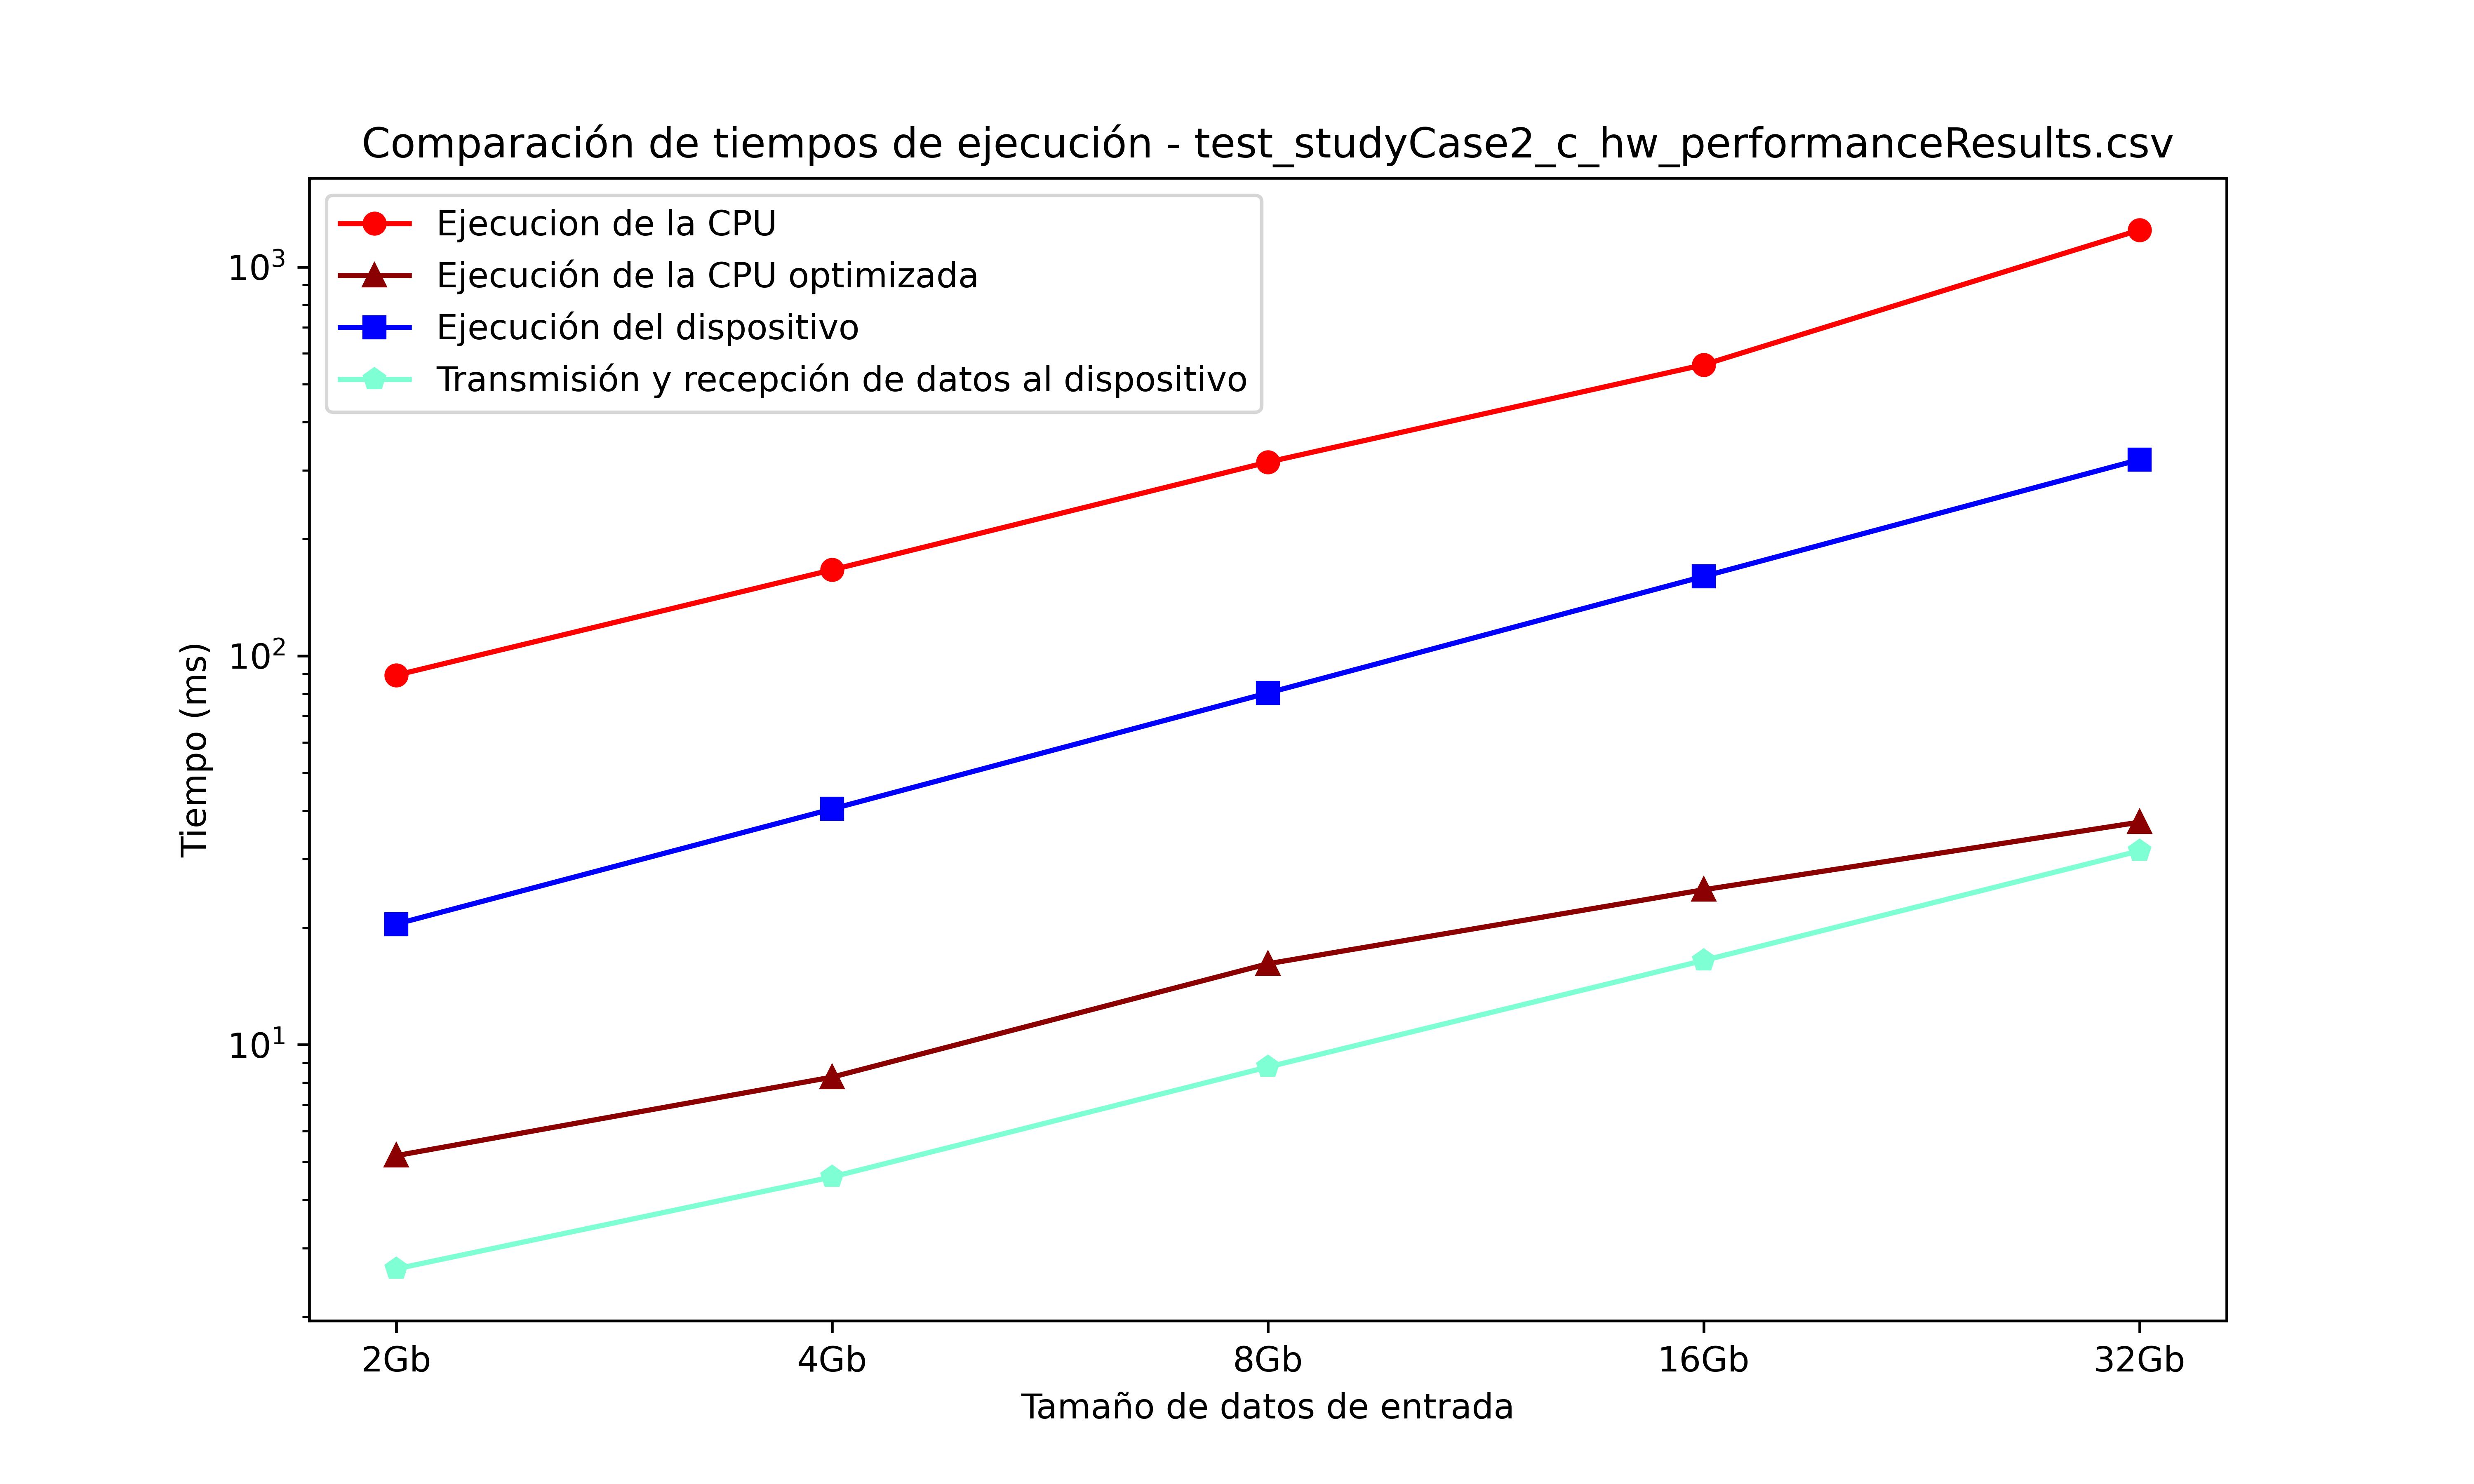 Comparación de tiempos de ejecución - test_studyCase2_c_hw_performanceResults.csv
Ejecucion de la CPU
Ejecución de la CPU optimizada
Ejecución del dispositivo
Transmisión y recepción de datos al dispositivo
Tiempo (ms)
10³
10²
10¹
2Gb 4Gb 8Gb 16Gb 32Gb
Tamaño de datos de entrada